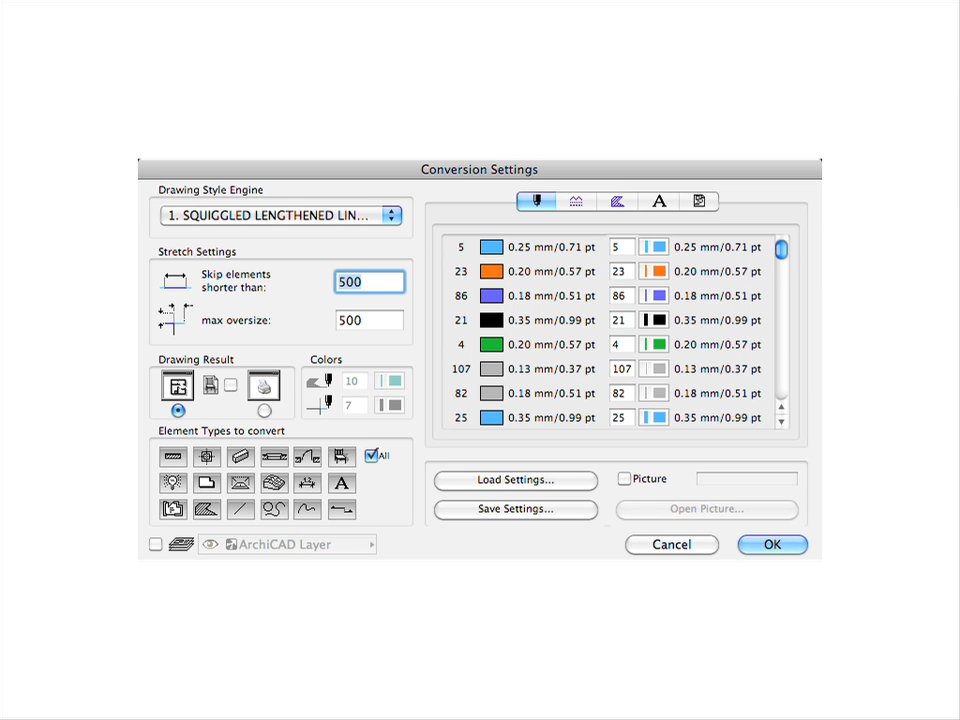 Conversion Settings
Drawing Style Engine
1. SQUIGGLED LENGTHENED LIN...
Stretch Settings
Skip elements
shorter than:
500
max oversize:
500
Drawing Result
Colors
10
7
Element Types to convert
All
A
ArchiCAD Layer
A
5 0.25 mm/0.71 pt 5 0.25 mm/0.71 pt
23 0.20 mm/0.57 pt 23 0.20 mm/0.57 pt
86 0.18 mm/0.51 pt 86 0.18 mm/0.51 pt
21 0.35 mm/0.99 pt 21 0.35 mm/0.99 pt
4 0.20 mm/0.57 pt 4 0.20 mm/0.57 pt
107 0.13 mm/0.37 pt 107 0.13 mm/0.37 pt
82 0.18 mm/0.51 pt 82 0.18 mm/0.51 pt
25 0.35 mm/0.99 pt 25 0.35 mm/0.99 pt
Load Settings...
Picture
Save Settings...
Open Picture...
Cancel
OK